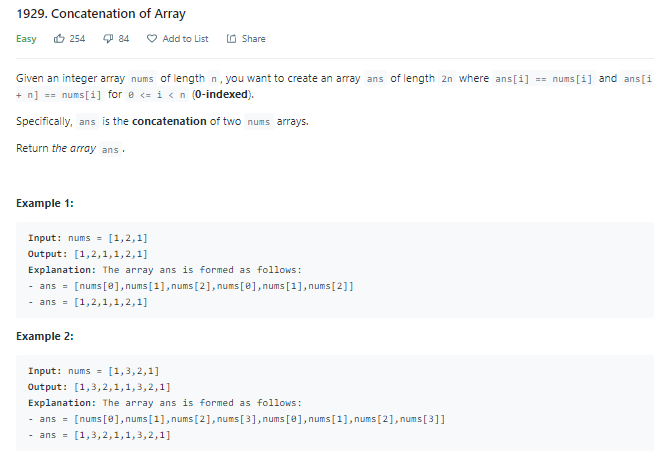 1929. Concatenation of Array
Easy 254 84 Add to List Share
Given an integer array nums of length n, you want to create an array ans of length 2n where ans[i] == nums[i] and ans[i
+ n] == nums[i] for 0 <= i < n (0-indexed).
Specifically, ans is the concatenation of two nums arrays.
Return the array ans.
Example 1:
Input: nums = [1,2,1]
Output: [1,2,1,1,2,1]
Explanation: The array ans is formed as follows:
- ans = [nums[0],nums[1],nums[2],nums[0],nums[1],nums[2]]
- ans = [1,2,1,1,2,1]
Example 2:
Input: nums = [1,3,2,1]
Output: [1,3,2,1,1,3,2,1]
Explanation: The array ans is formed as follows:
- ans = [nums[0],nums[1],nums[2],nums[3],nums[0],nums[1],nums[2],nums[3]]
- ans = [1,3,2,1,1,3,2,1]